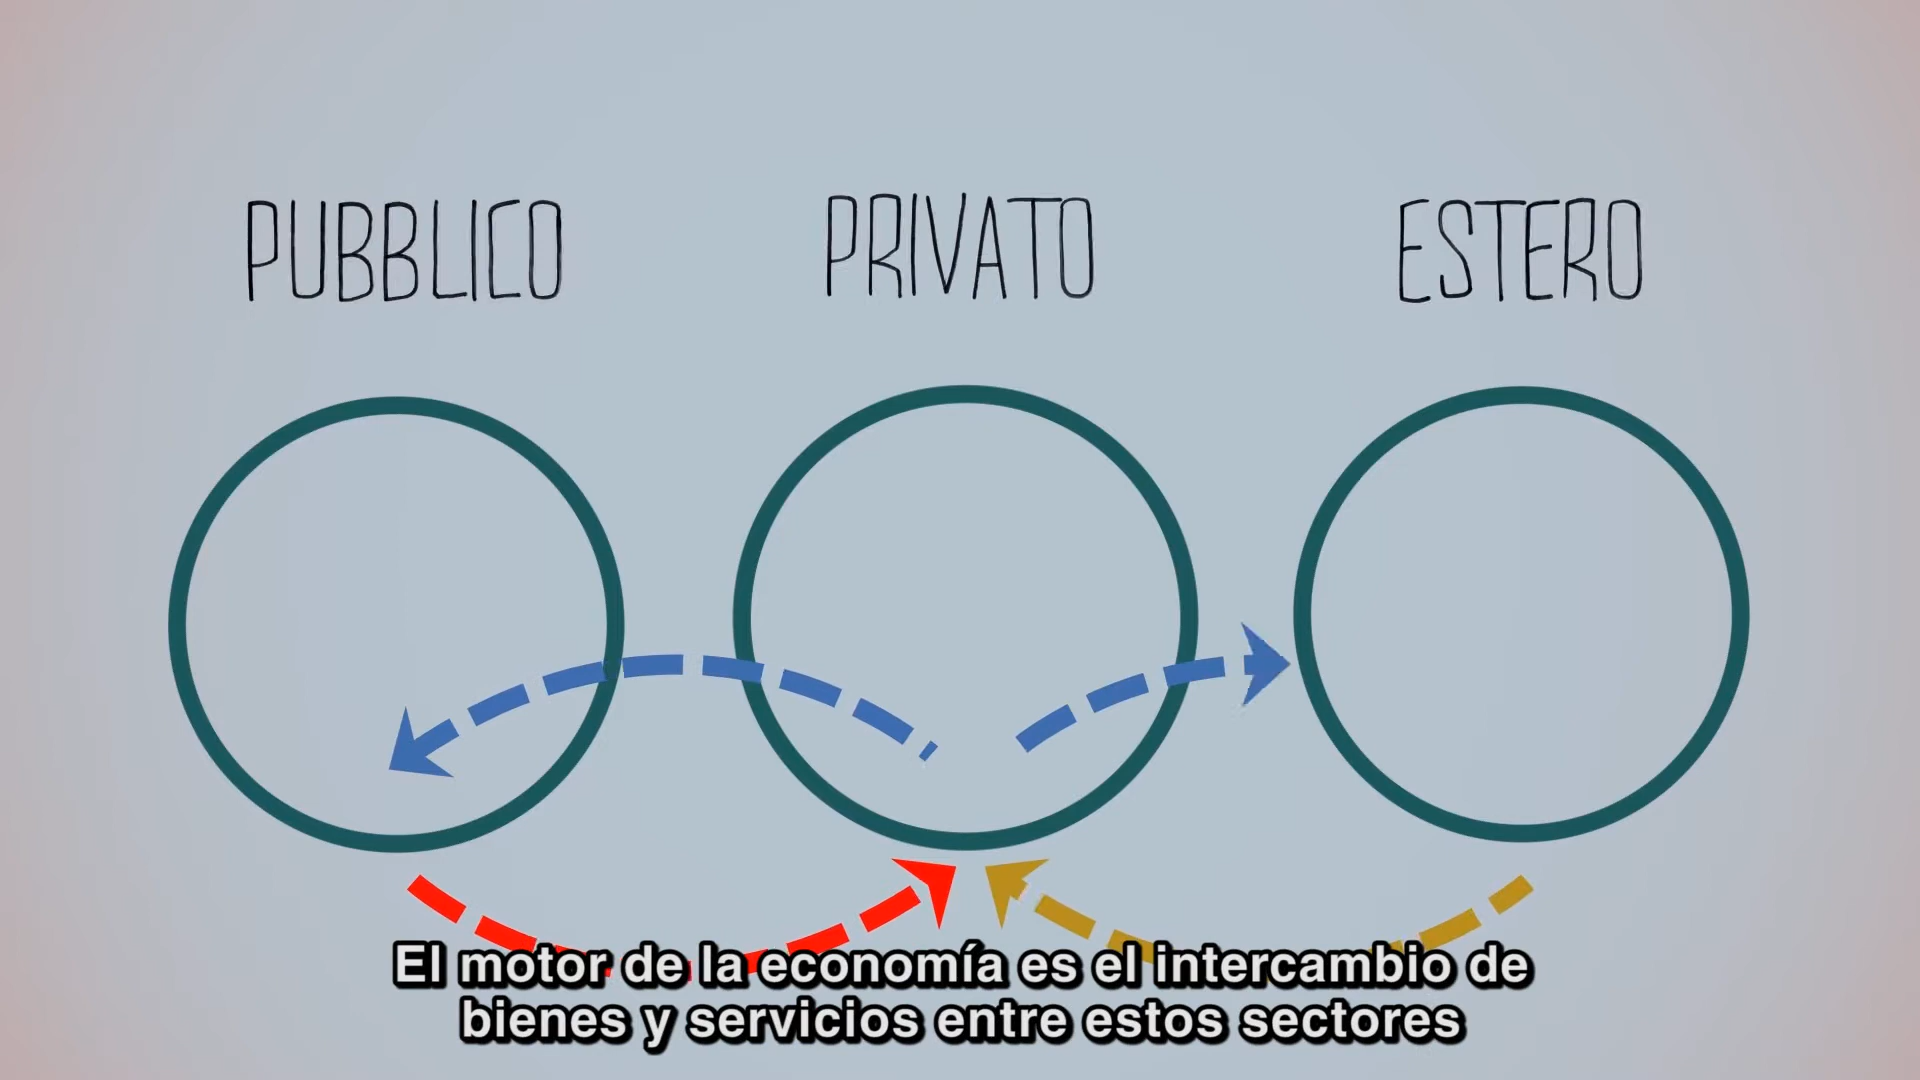 PUBBLICO PRIVATO ESTERO
El motor de la economía es el intercambio de
bienes y servicios entre estos sectores